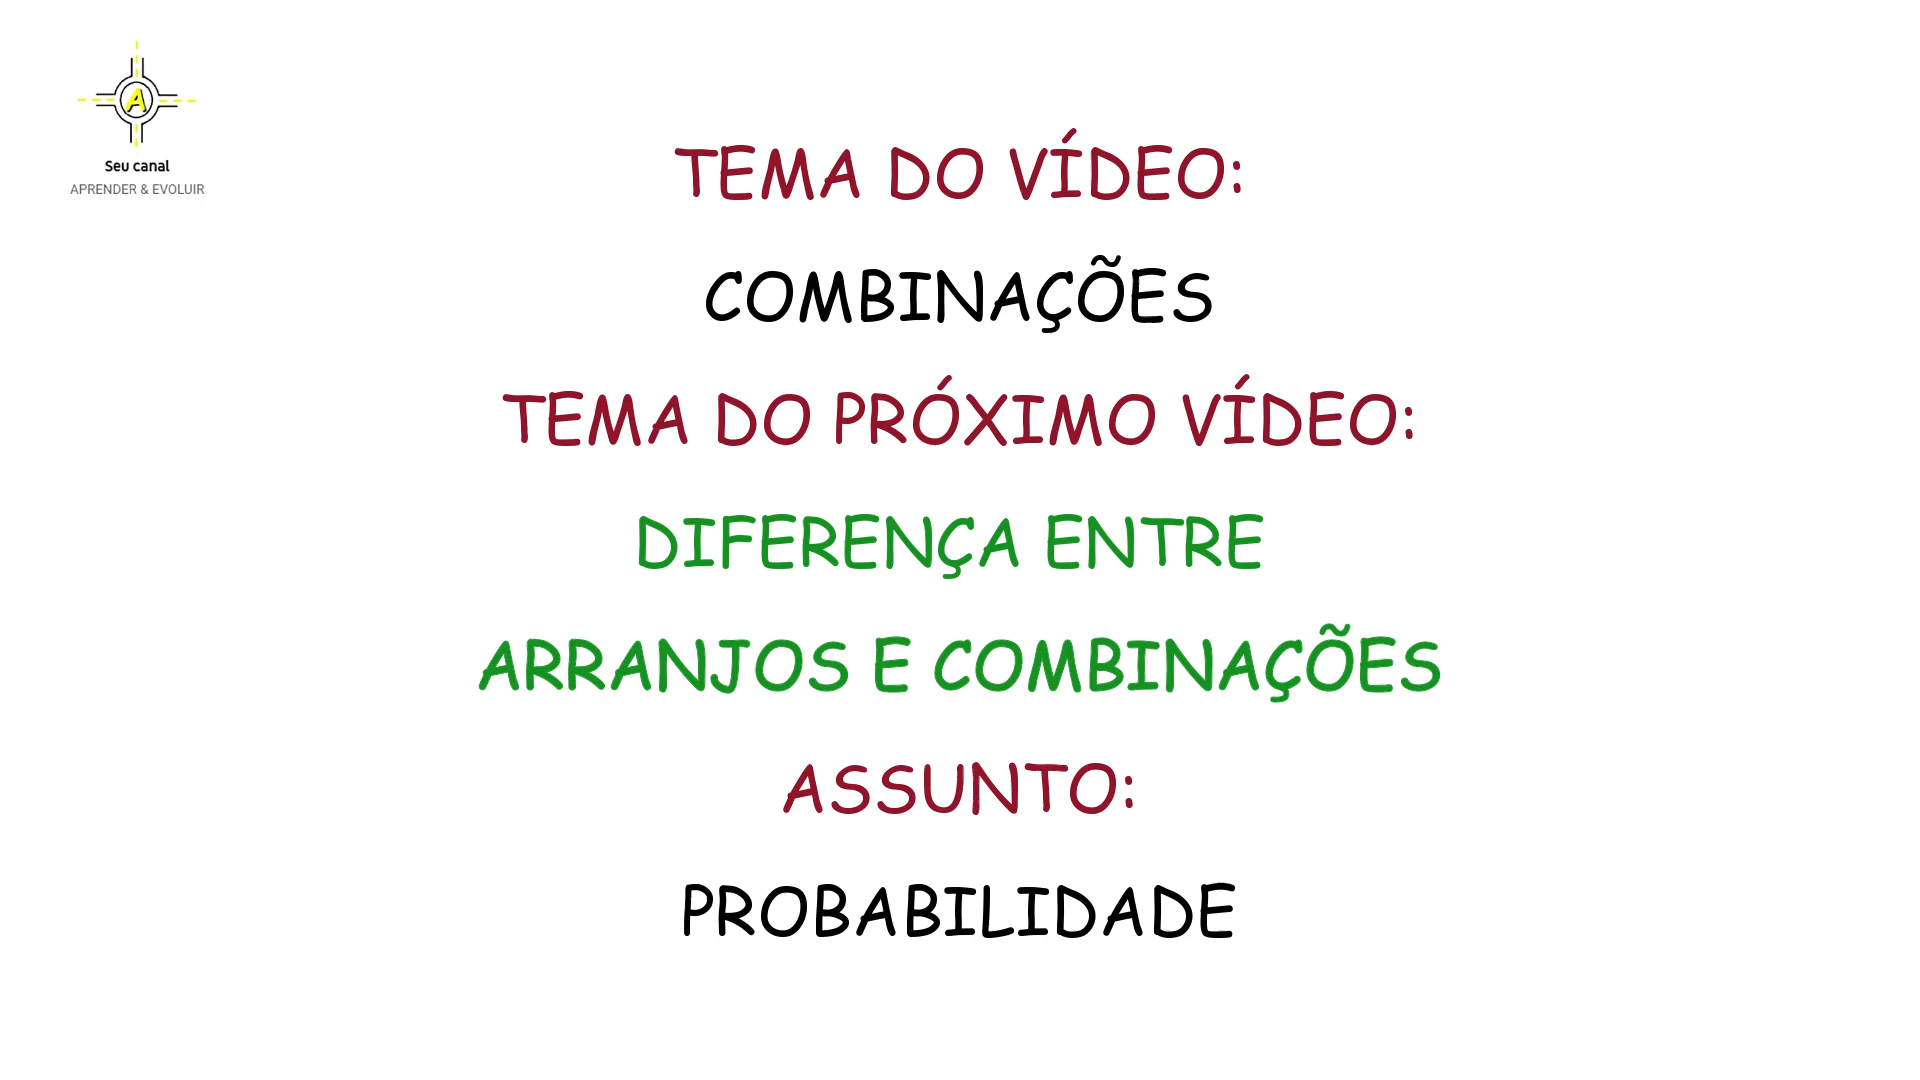 Seu canal
APRENDER & EVOLUIR
TEMA DO VÍDEO:
COMBINAÇÕES
TEMA DO PRÓXIMO VÍDEO:
DIFERENÇA ENTRE
ARRANJOS E COMBINAÇÕES
ASSUNTO:
PROBABILIDADE